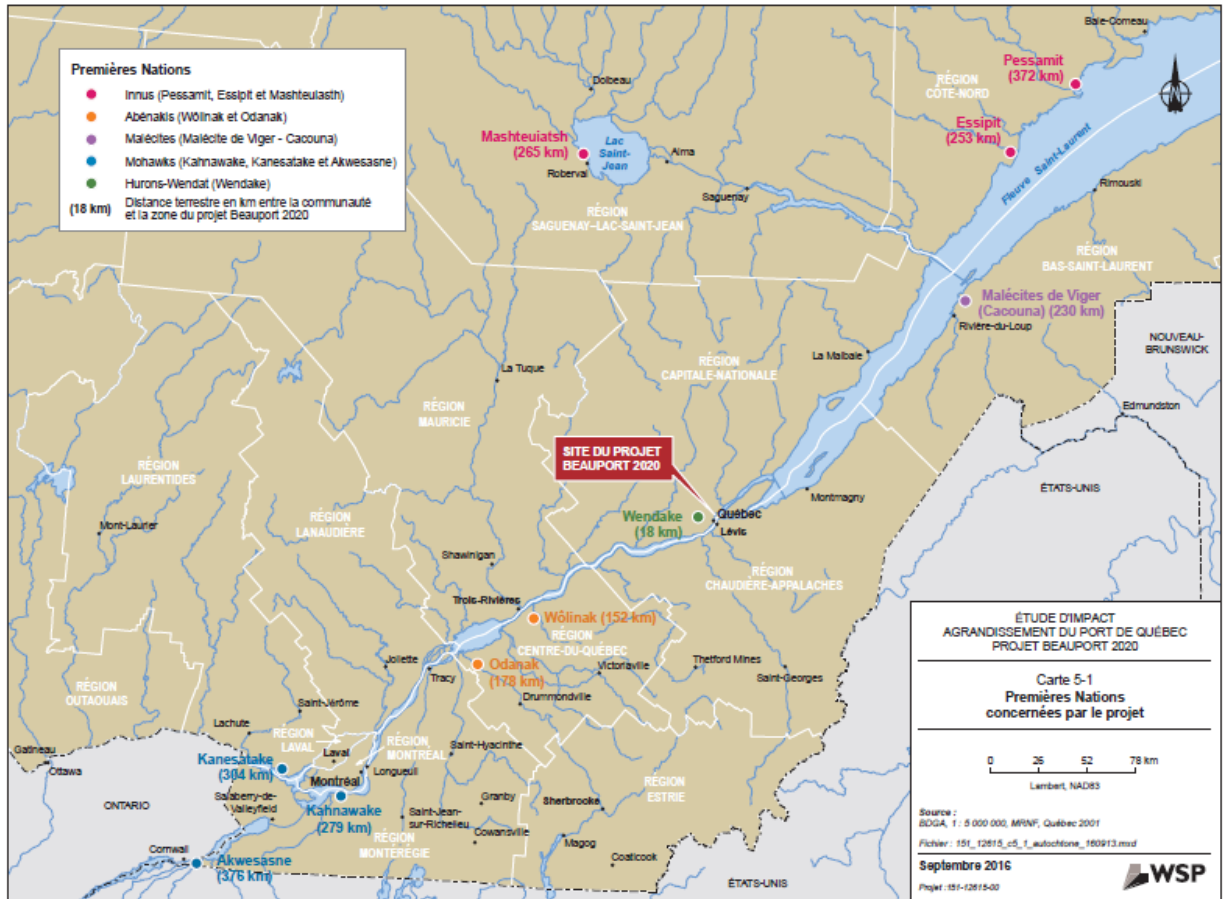 Premières Nations
Innus (Pessamit, Essipit et Mashteuiasth)
Abénakis (Wôlinak et Odanak)
Malécites (Malécite de Viger - Cacouna)
Mohawks (Kahnawake, Kanesatake et Akwesasne)
Hurons-Wendat (Wendake)
(18 km) Distance terrestre en km entre la communauté
et la zone du projet Beauport 2020
Baie-Comeau
Pessamit
(372 km)
RÉGION
CÔTE-NORD
Essipit
(253 km)
Dolbeau
Mashteuiatsh
(265 km)
Lac
Saint-
Jean
Roberval
Alma
Saguenay
Fleuve Saint-Laurent
Rimouski
RÉGION
SAGUENAY–LAC-SAINT-JEAN
RÉGION
BAS-SAINT-LAURENT
Malécites de Viger
(Cacouna) (230 km)
Rivière-du-Loup
NOUVEAU-
BRUNSWICK
La Malbaie
RÉGION
CAPITALE-NATIONALE
La Tuque
RÉGION
MAURICIE
Edmundston
SITE DU PROJET
BEAUPORT 2020
RÉGION
LAURENTIDES
ÉTATS-UNIS
Montmagny
Mont-Laurier
RÉGION
LANAUDIÈRE
Wendake
(18 km)
Québec
Lévis
Shawinigan
RÉGION
CHAUDIÈRE-APPALACHES
Trois-Rivières
Wôlinak (152 km)
RÉGION
CENTRE-DU-QUÉBEC
Odanak
(178 km)
Joliette
Tracy
Victoriaville
Thetford Mines
Saint-Georges
Drummondville
RÉGION
OUTAOUAIS
Saint-Jérôme
Lachute
RÉGION
LAVAL
Laval
RÉGION
MONTRÉAL
Saint-Hyacinthe
Gatineau
Ottawa
Kanesatake
(304 km)
Montréal
Longueuil
RÉGION
ESTRIE
ONTARIO
Salaberry-de-
Valleyfield
Kahnawake
(279 km)
Saint-Jean-
sur-Richelieu
Granby
Cowansville
Sherbrooke
Magog
Coaticook
RÉGION
MONTÉRÉGIE
Cornwall
Akwesasne
(376 km)
ÉTATS-UNIS
ÉTUDE D'IMPACT
AGRANDISSEMENT DU PORT DE QUÉBEC
PROJET BEAUPORT 2020
Carte 5-1
Premières Nations
concernées par le projet
0 26 52 78 km
Lambert, NAD83
Source :
BDGA, 1 : 5 000 000, MRNF, Québec 2001
Fichier : 151_12615_c5_1_autochtone_160913.mxd
Septembre 2016
Projet :151-12615-00
WSP